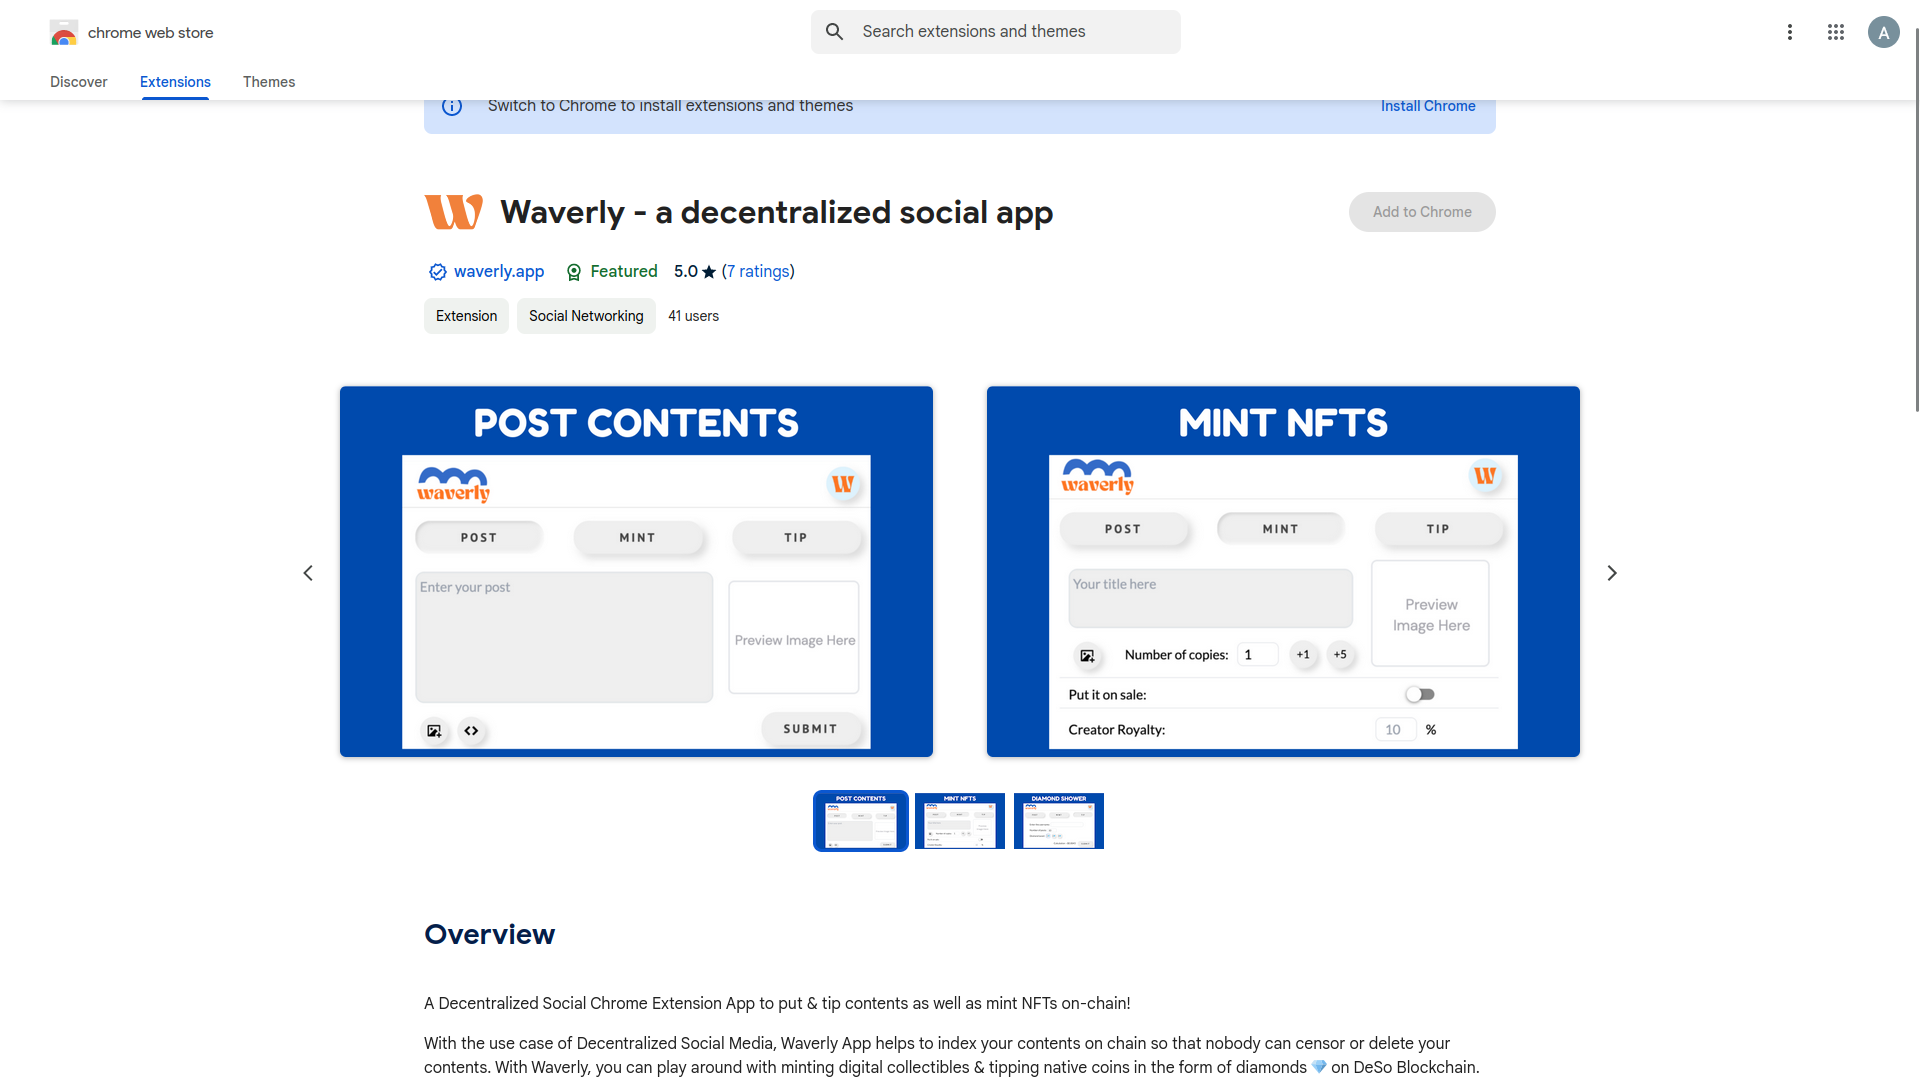 chrome web store
Search extensions and themes
A
Discover
Extensions
Themes
Switch to Chrome to install extensions and themes
Install Chrome
Waverly - a decentralized social app
Add to Chrome
waverly.app
Featured
5.0 (7 ratings)
Extension
Social Networking
41 users
POST CONTENTS
waverly
W
POST
MINT
TIP
Enter your post
Preview Image Here
SUBMIT
MINT NFTS
waverly
W
POST
MINT
TIP
Your title here
Preview
Image Here
Number of copies: 1 +1 +5
Put it on sale:
Creator Royalty: 10 %
POST CONTENTS
MINT NFTS
DIAMOND SHOWER
Overview
A Decentralized Social Chrome Extension App to put & tip contents as well as mint NFTs on-chain!
With the use case of Decentralized Social Media, Waverly App helps to index your contents on chain so that nobody can censor or delete your
contents. With Waverly, you can play around with minting digital collectibles & tipping native coins in the form of diamonds 💎 on DeSo Blockchain.